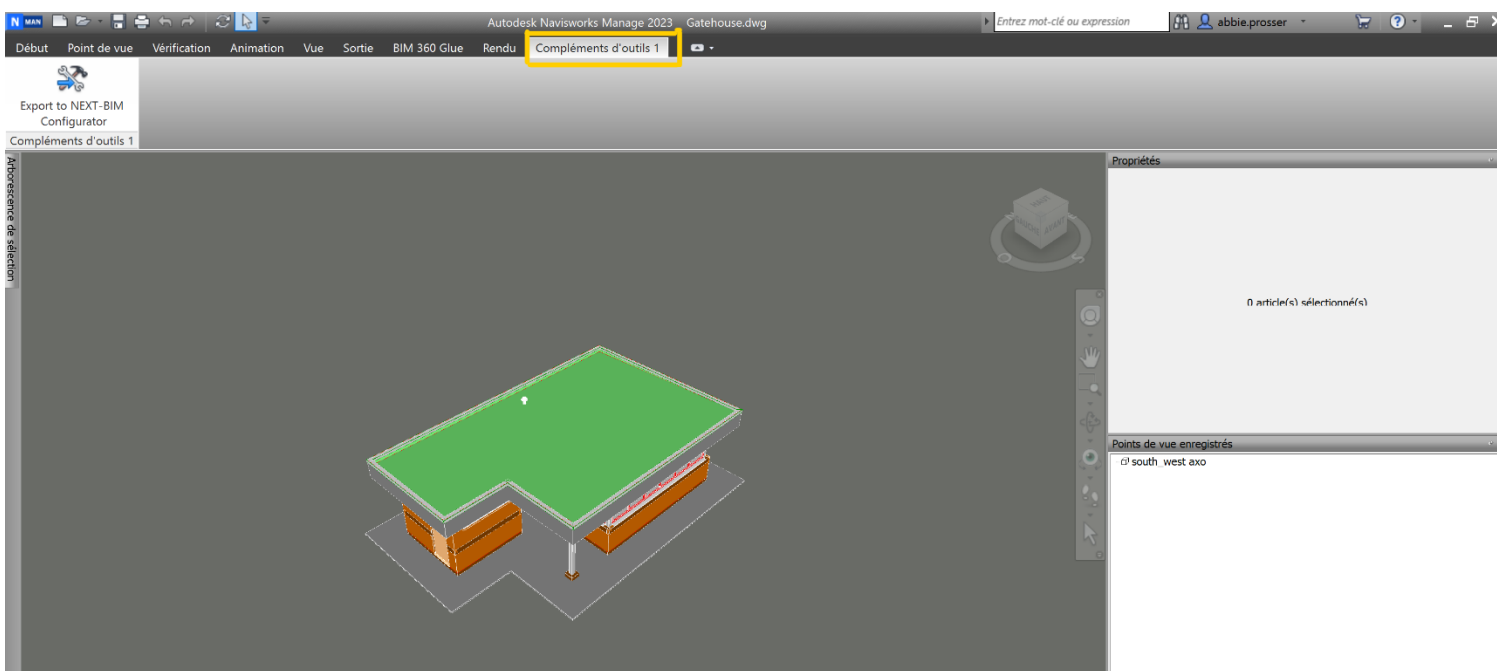 N MAN
Autodesk Navisworks Manage 2023 Gatehouse.dwg
Entrez mot-clé ou expression
abbie.prosser
Début Point de vue Vérification Animation Vue Sortie BIM 360 Glue Rendu Compléments d'outils 1
Export to NEXT-BIM
Configurator
Compléments d'outils 1
Arborescence de sélection
Propriétés
0 article(s) sélectionné(s)
Points de vue enregistrés
south_west axo